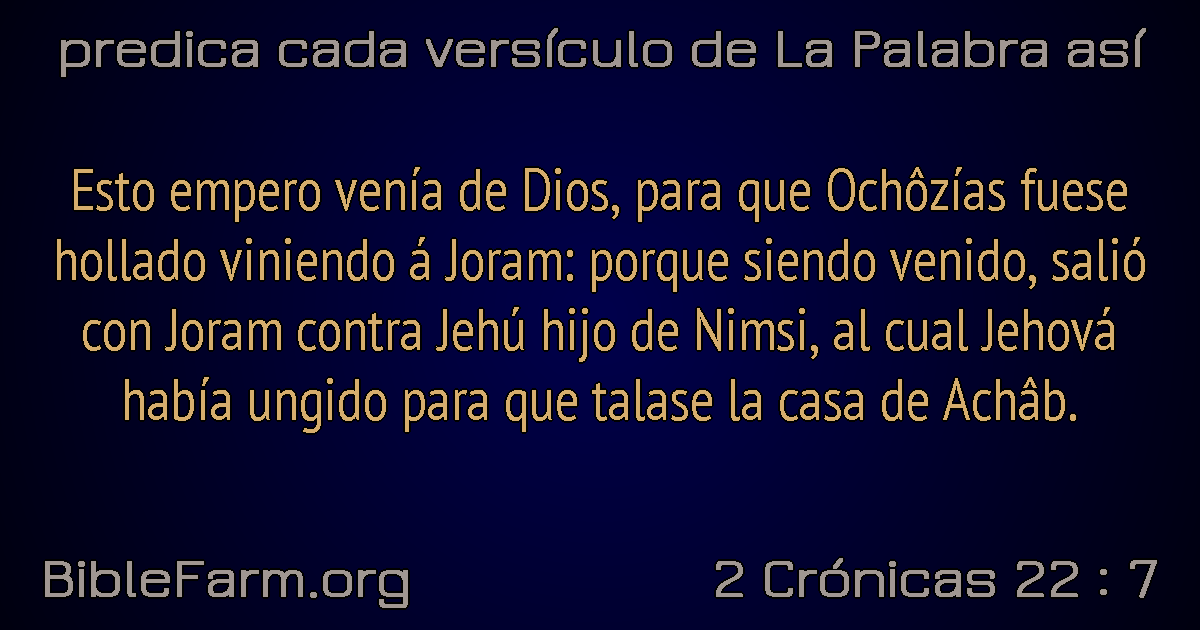 predica cada versículo de La Palabra así
Esto empero venía de Dios, para que Ochôzías fuese
hollado viniendo á Joram: porque siendo venido, salió
con Joram contra Jehú hijo de Nimsi, al cual Jehová
había ungido para que talase la casa de Achâb.
BibleFarm.org
2 Crónicas 22 : 7